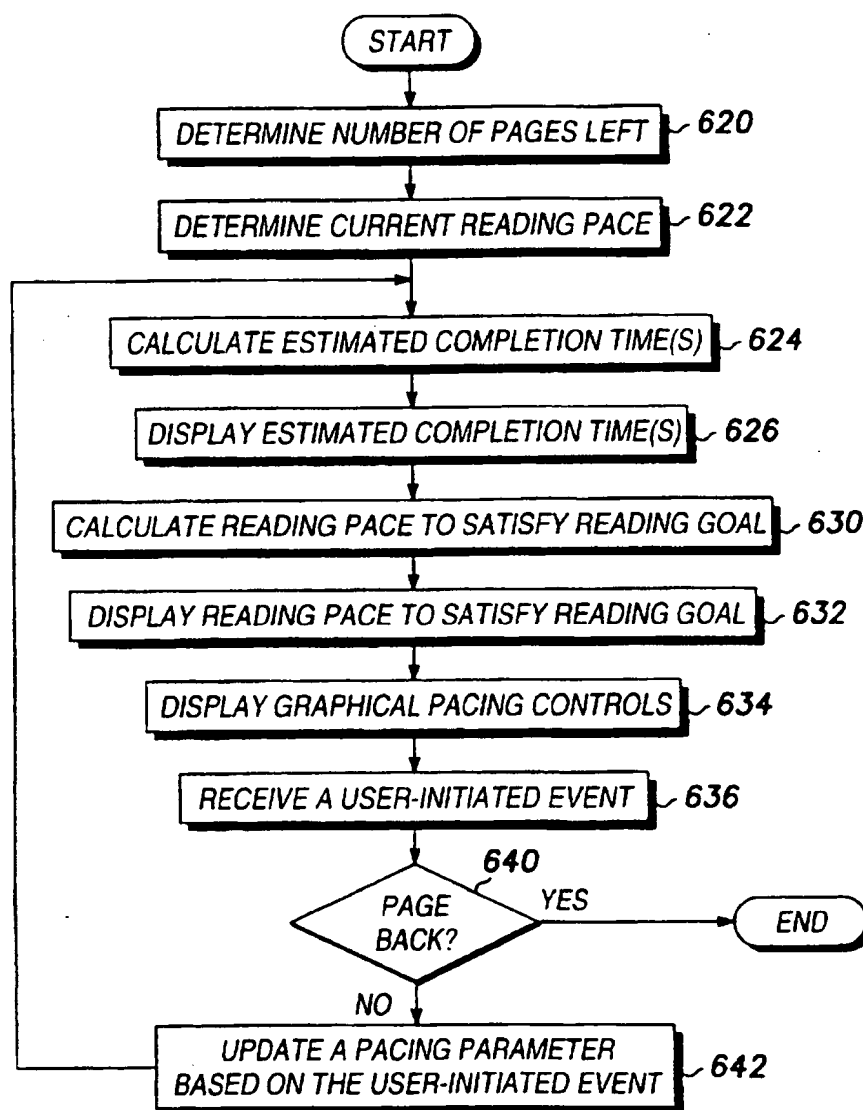 START
DETERMINE NUMBER OF PAGES LEFT 620
DETERMINE CURRENT READING PACE 622
CALCULATE ESTIMATED COMPLETION TIME(S) 624
DISPLAY ESTIMATED COMPLETION TIME(S) 626
CALCULATE READING PACE TO SATISFY READING GOAL 630
DISPLAY READING PACE TO SATISFY READING GOAL 632
DISPLAY GRAPHICAL PACING CONTROLS 634
RECEIVE A USER-INITIATED EVENT 636
640
PAGE
BACK?
YES
END
NO
UPDATE A PACING PARAMETER
BASED ON THE USER-INITIATED EVENT 642